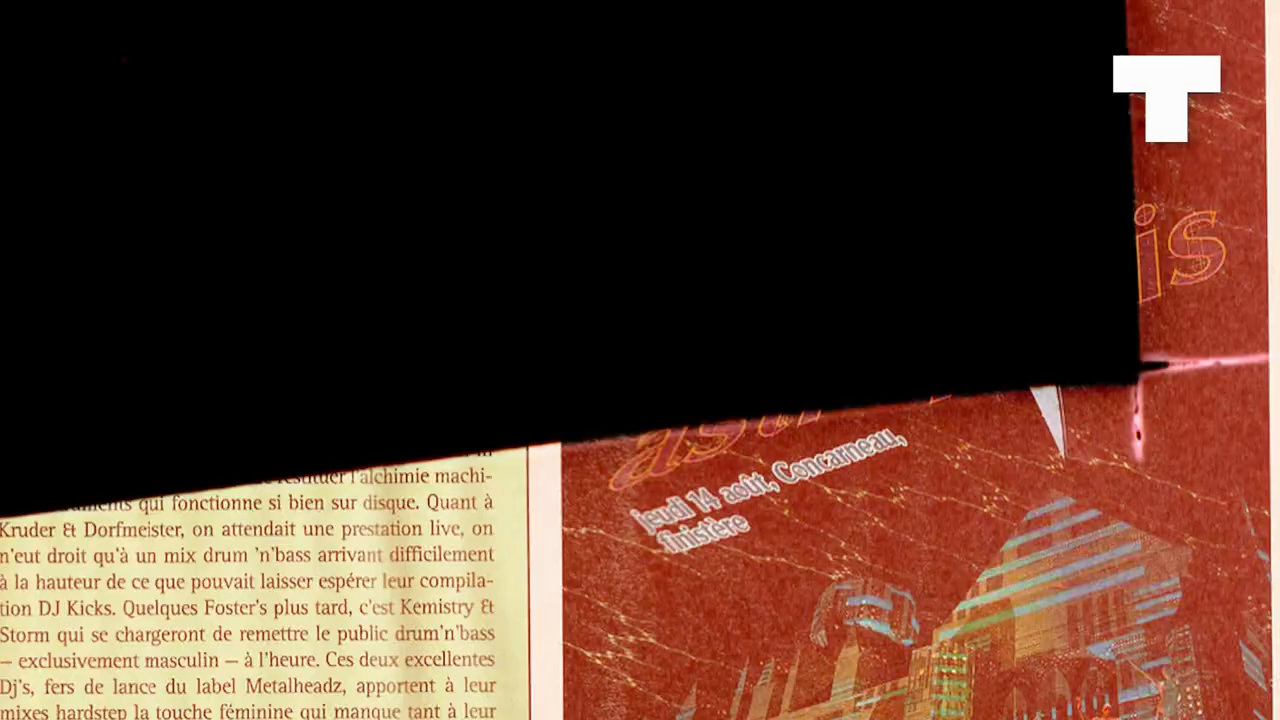 T
is
restituer l'alchimie machi-
qui fonctionne si bien sur disque. Quant à
Kruder & Dorfmeister, on attendait une prestation live, on
n'eut droit qu'à un mix drum 'n'bass arrivant difficilement
à la hauteur de ce que pouvait laisser espérer leur compila-
tion DJ Kicks. Quelques Foster's plus tard, c'est Kemistry &
Storm qui se chargeront de remettre le public drum'n'bass
– exclusivement masculin – à l'heure. Ces deux excellentes
Dj's, fers de lance du label Metalheadz, apportent à leur
mixes hardstep la touche féminine qui manque tant à leur
jeudi 14 août, Concarneau,
finistère